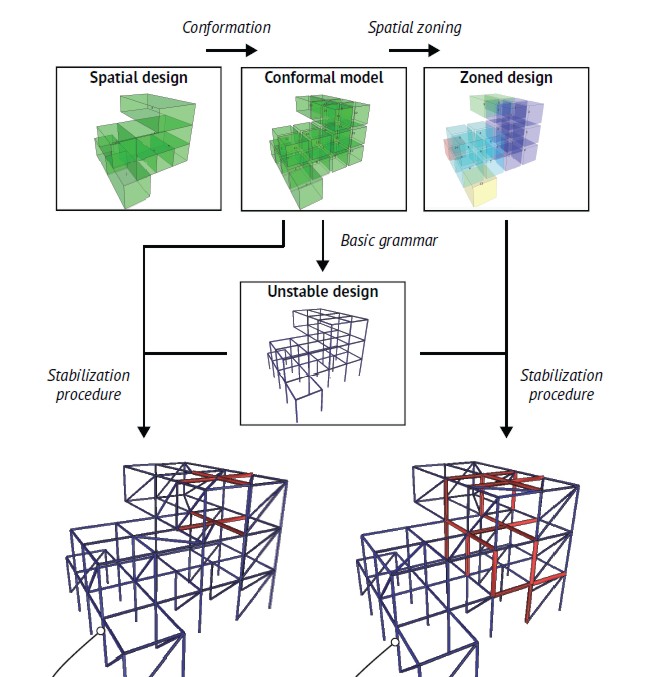 Conformation
Spatial zoning
Spatial design
Conformal model
Zoned design
Basic grammar
Unstable design
Stabilization
procedure
Stabilization
procedure